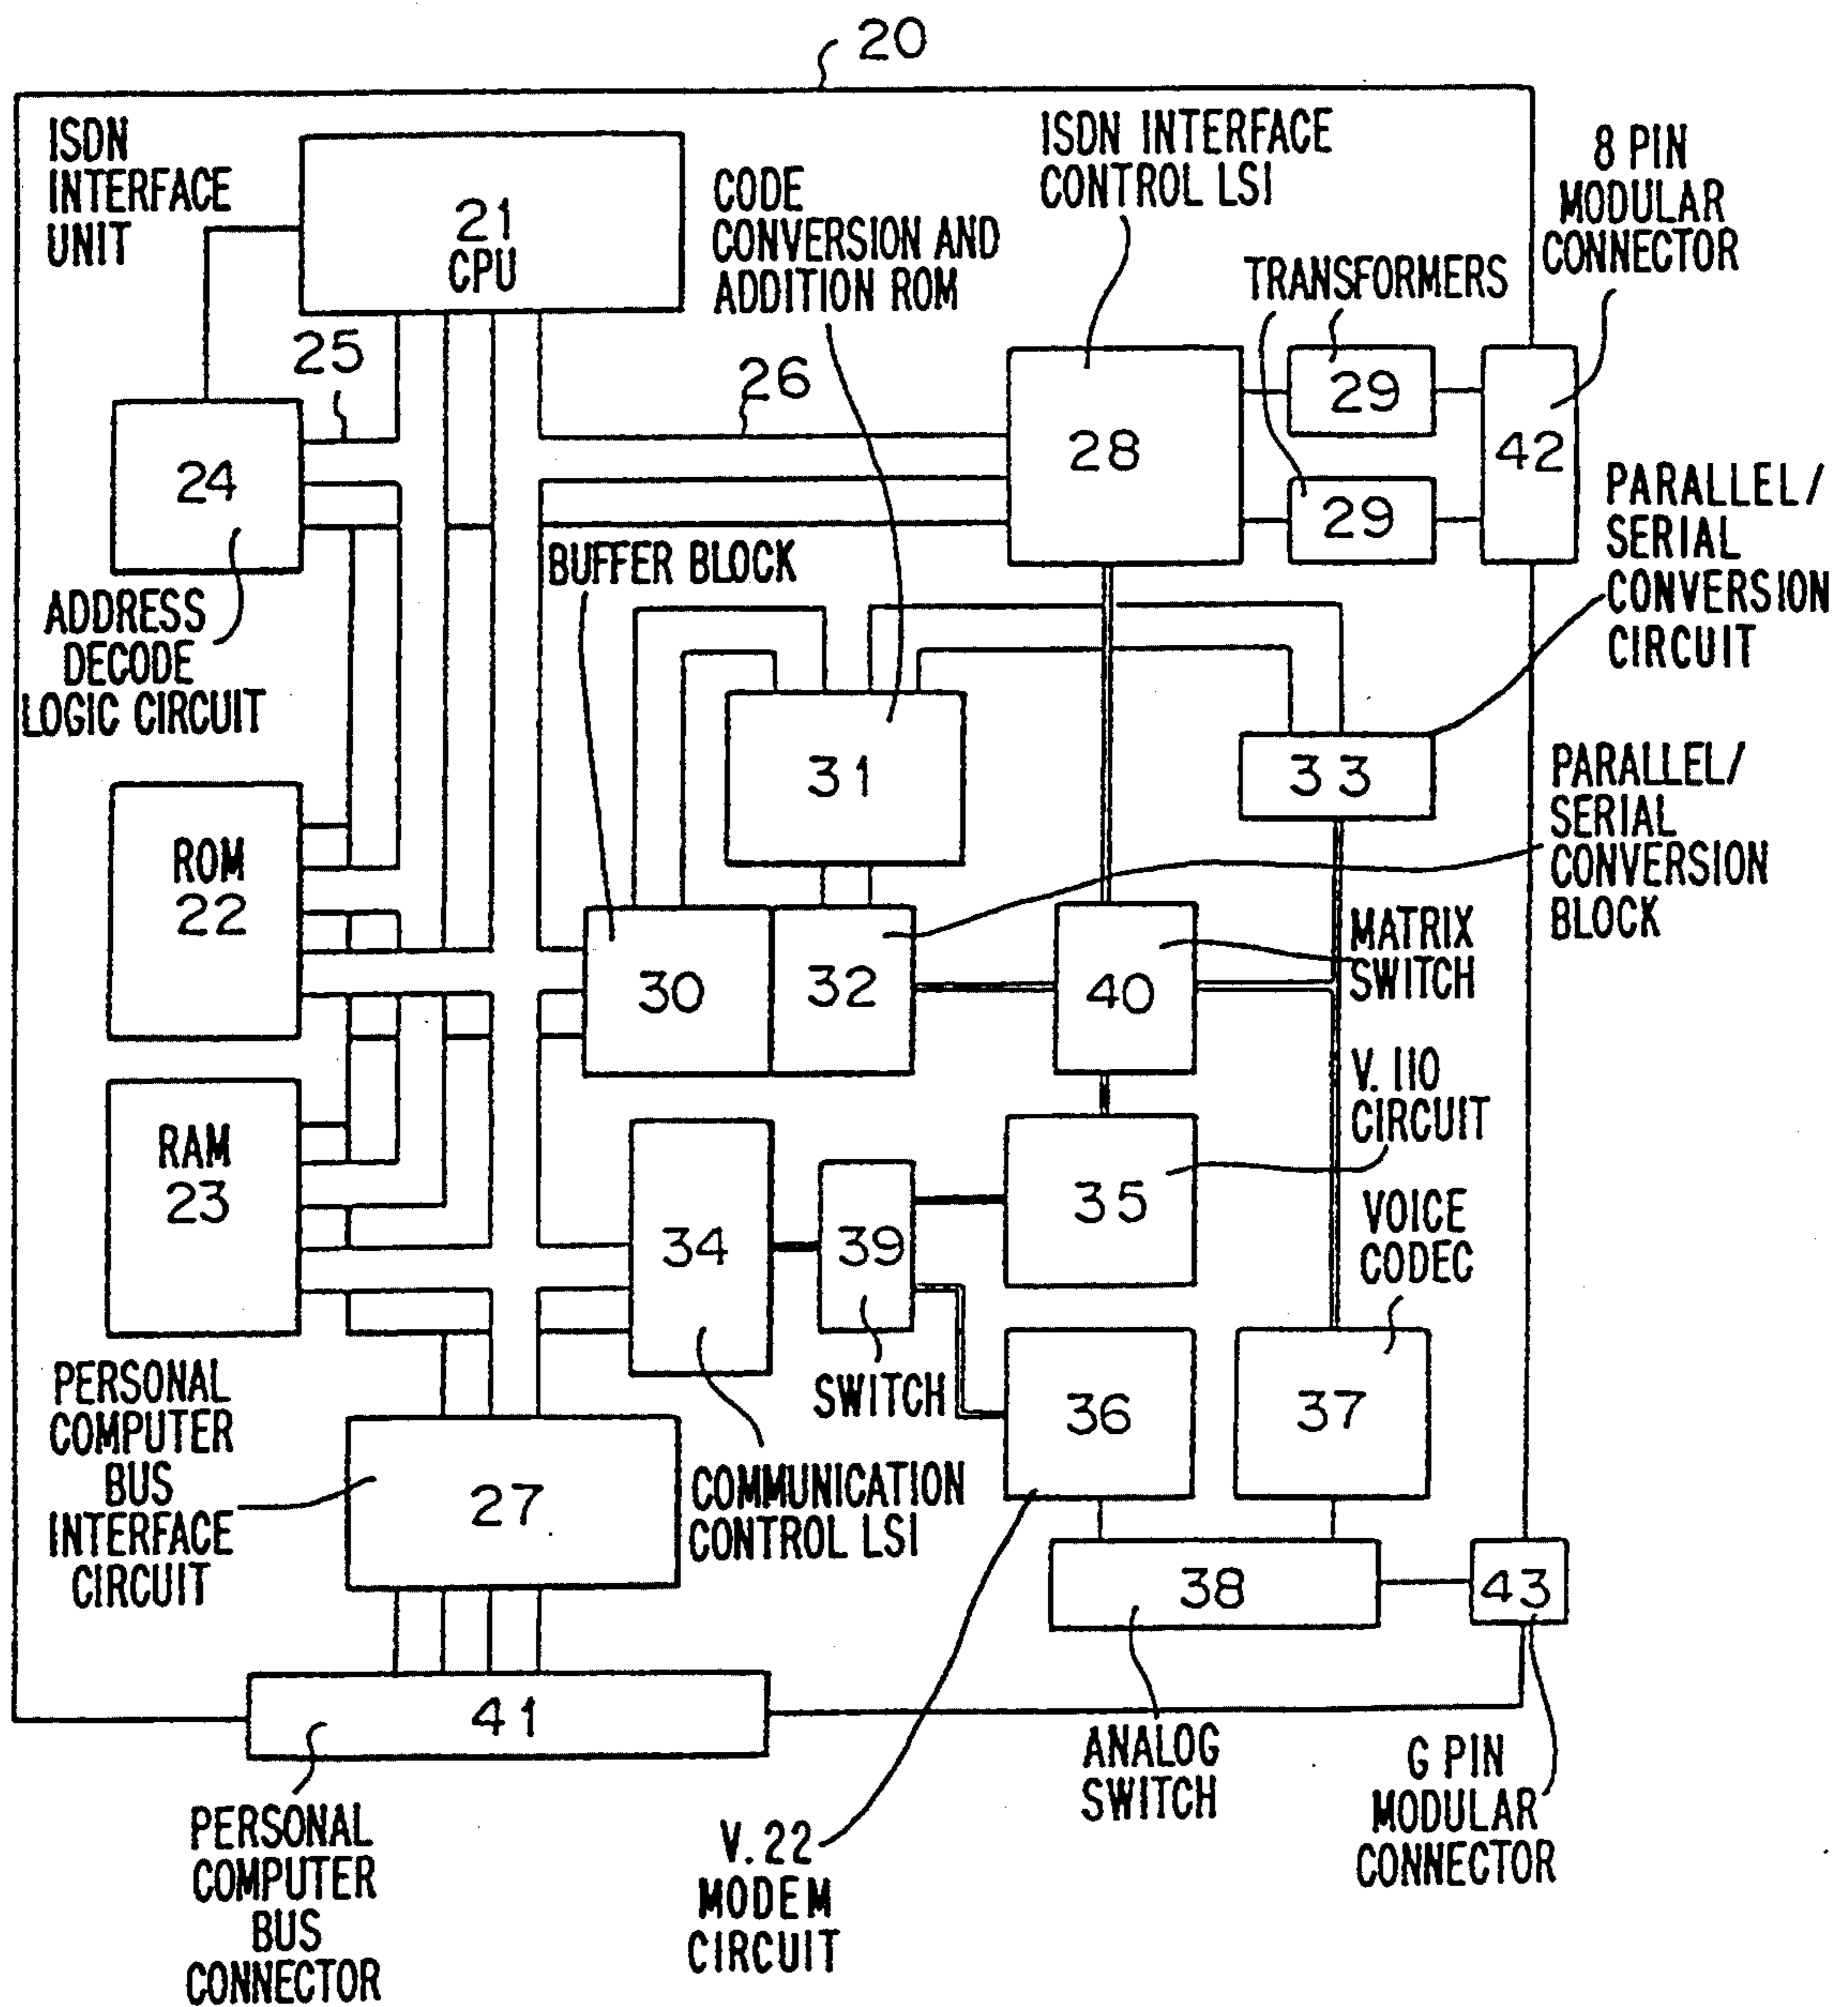 20
ISDN
INTERFACE
UNIT
21
CPU
CODE
CONVERSION AND
ADDITION ROM
ISDN INTERFACE
CONTROL LSI
8 PIN
MODULAR
CONNECTOR
TRANSFORMERS
25
26
24
28
29
29
42
ADDRESS
DECODE
LOGIC CIRCUIT
BUFFER BLOCK
PARALLEL/
SERIAL
CONVERSION
CIRCUIT
31
33
PARALLEL/
SERIAL
CONVERSION
BLOCK
ROM
22
30
32
40
MATRIX
SWITCH
RAM
23
34
39
35
V.110
CIRCUIT
VOICE
CODEC
SWITCH
36
37
PERSONAL
COMPUTER
BUS
INTERFACE
CIRCUIT
27
COMMUNICATION
CONTROL LSI
38
43
41
PERSONAL
COMPUTER
BUS
CONNECTOR
V.22
MODEM
CIRCUIT
ANALOG
SWITCH
G PIN
MODULAR
CONNECTOR